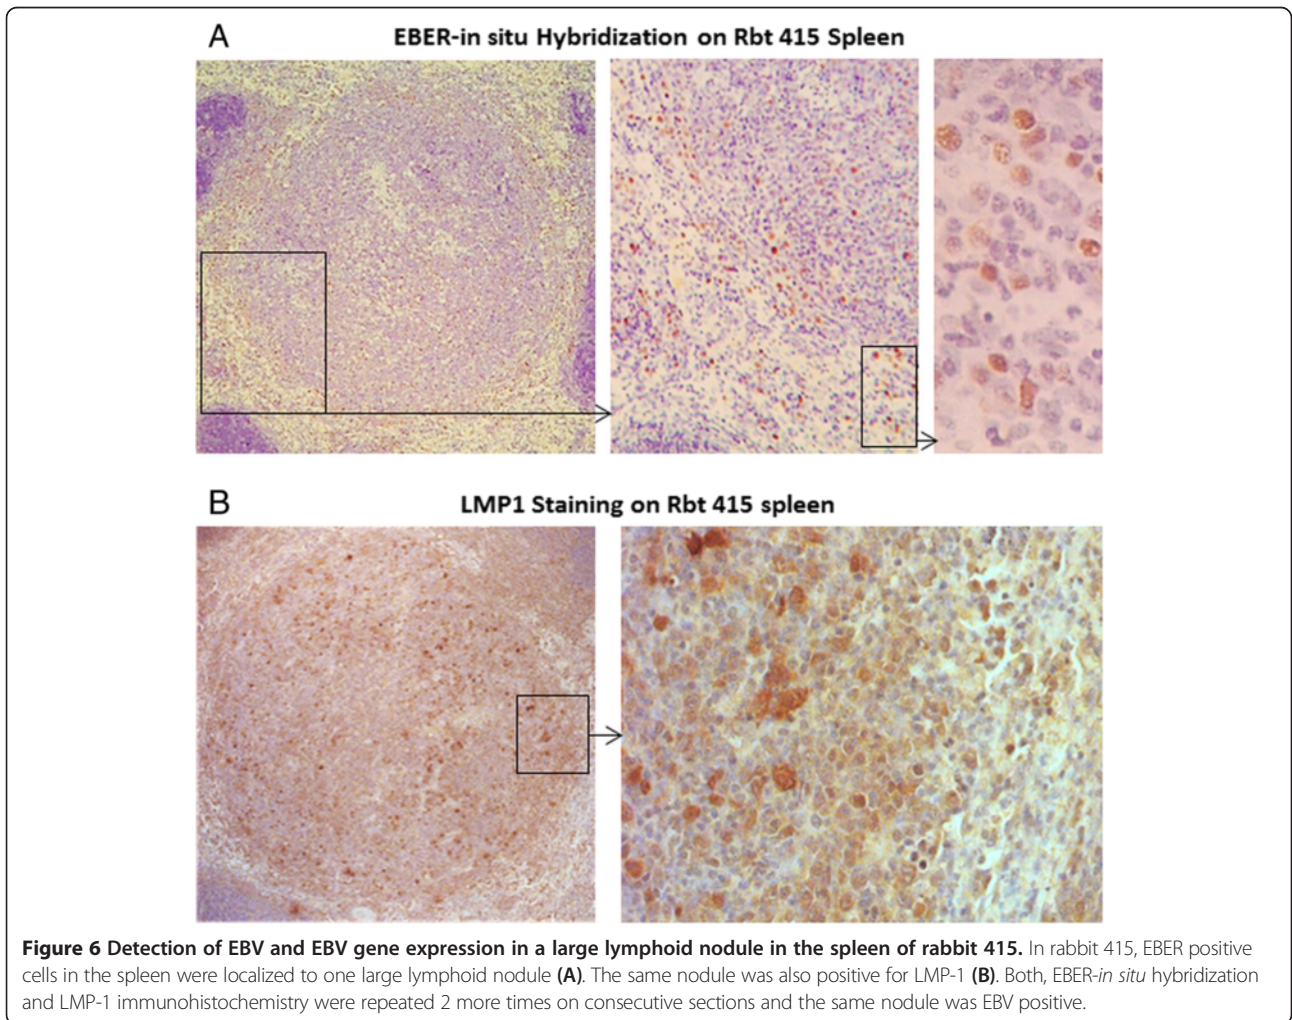 A
EBER-in situ Hybridization on Rbt 415 Spleen
B
LMP1 Staining on Rbt 415 spleen
Figure 6 Detection of EBV and EBV gene expression in a large lymphoid nodule in the spleen of rabbit 415. In rabbit 415, EBER positive
cells in the spleen were localized to one large lymphoid nodule (A). The same nodule was also positive for LMP-1 (B). Both, EBER-in situ hybridization
and LMP-1 immunohistochemistry were repeated 2 more times on consecutive sections and the same nodule was EBV positive.